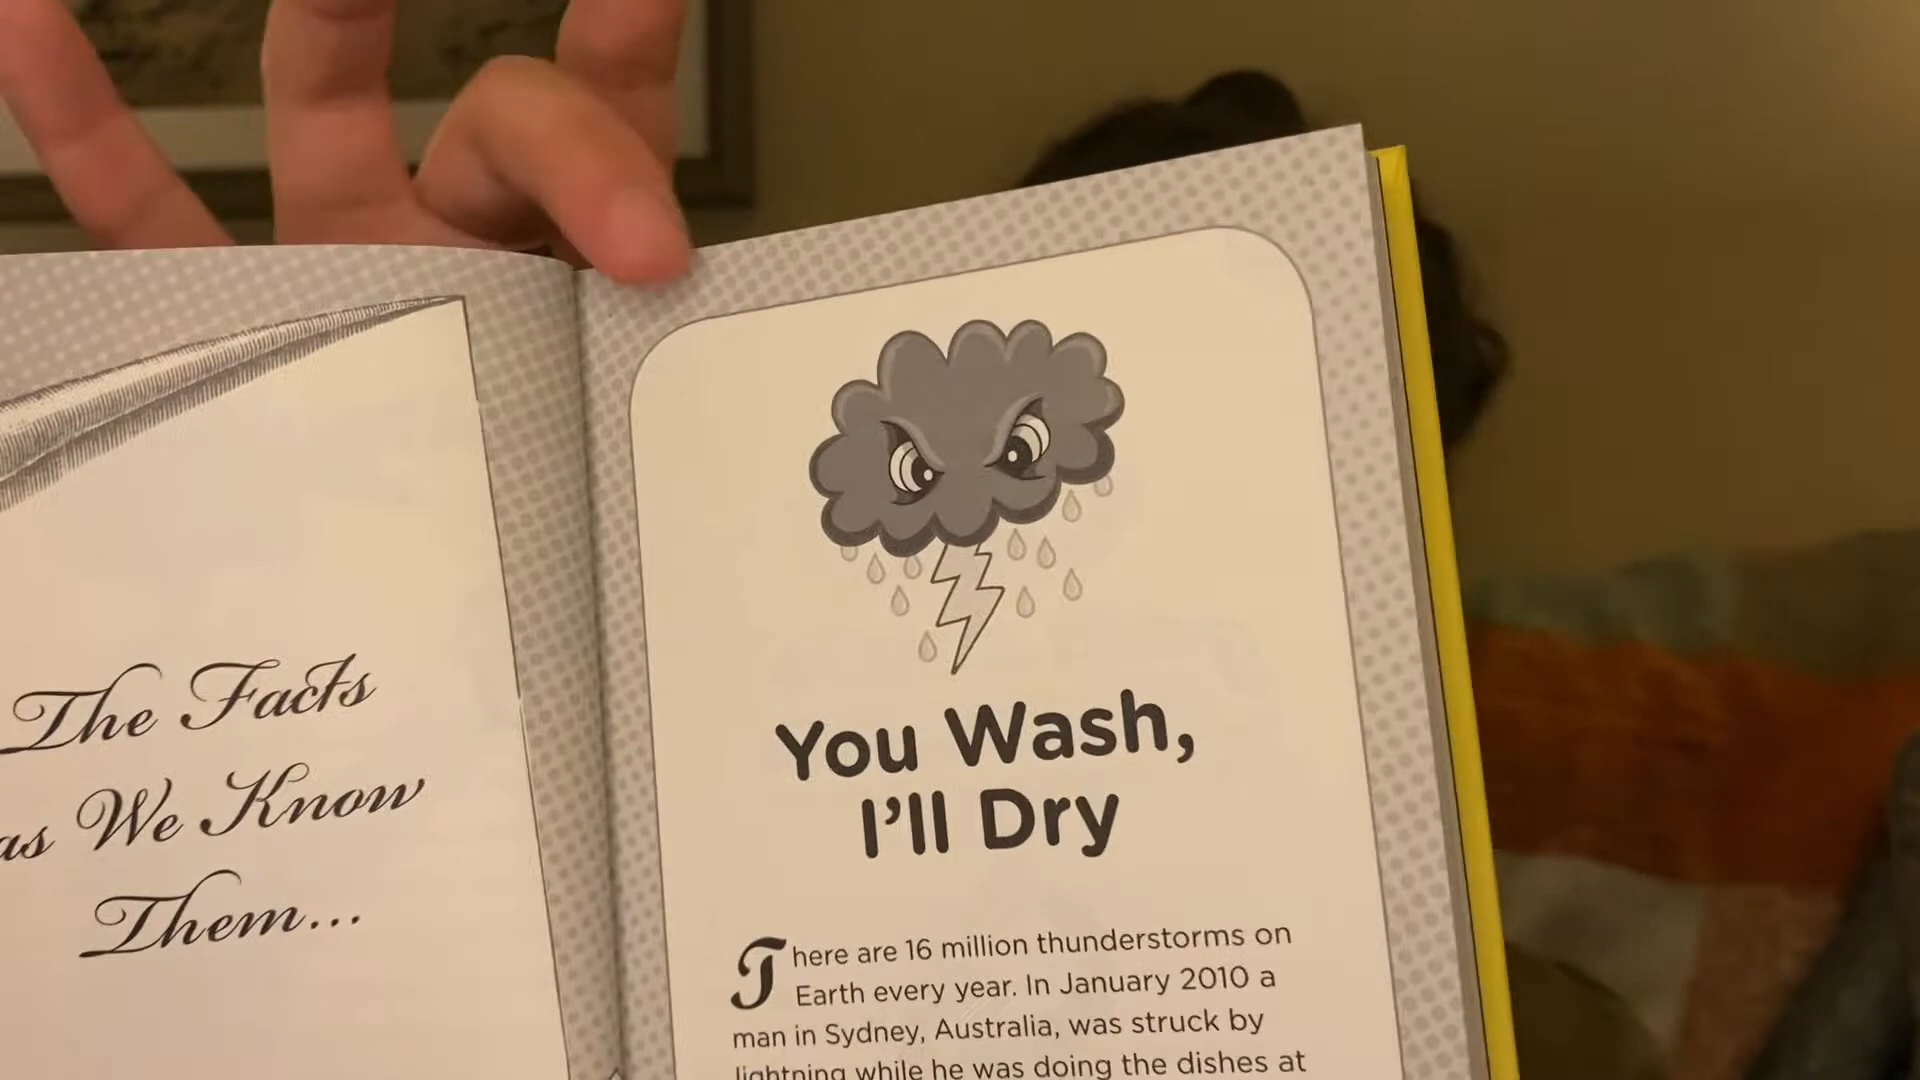 The Facts
as We Know
Them...
You Wash,
I'll Dry
There are 16 million thunderstorms on
Earth every year. In January 2010 a
man in Sydney, Australia, was struck by
lightning while he was doing the dishes at